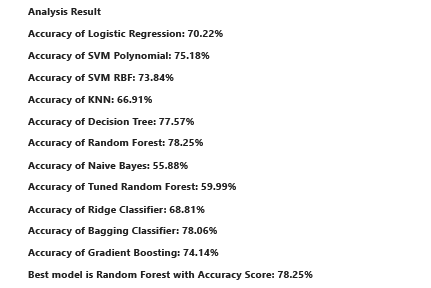 Analysis Result
Accuracy of Logistic Regression: 70.22%
Accuracy of SVM Polynomial: 75.18%
Accuracy of SVM RBF: 73.84%
Accuracy of KNN: 66.91%
Accuracy of Decision Tree: 77.57%
Accuracy of Random Forest: 78.25%
Accuracy of Naive Bayes: 55.88%
Accuracy of Tuned Random Forest: 59.99%
Accuracy of Ridge Classifier: 68.81%
Accuracy of Bagging Classifier: 78.06%
Accuracy of Gradient Boosting: 74.14%
Best model is Random Forest with Accuracy Score: 78.25%